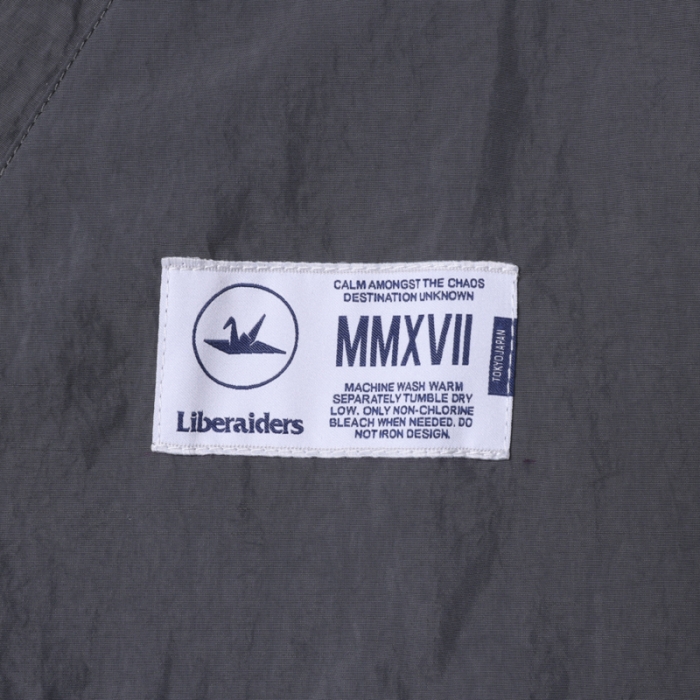 CALM AMONGST THE CHAOS
DESTINATION UNKNOWN
MMXVII
TOKYOJAPAN
MACHINE WASH WARM
SEPARATELY TUMBLE DRY
LOW. ONLY NON-CHLORINE
BLEACH WHEN NEEDED. DO
NOT IRON DESIGN.
Liberaiders